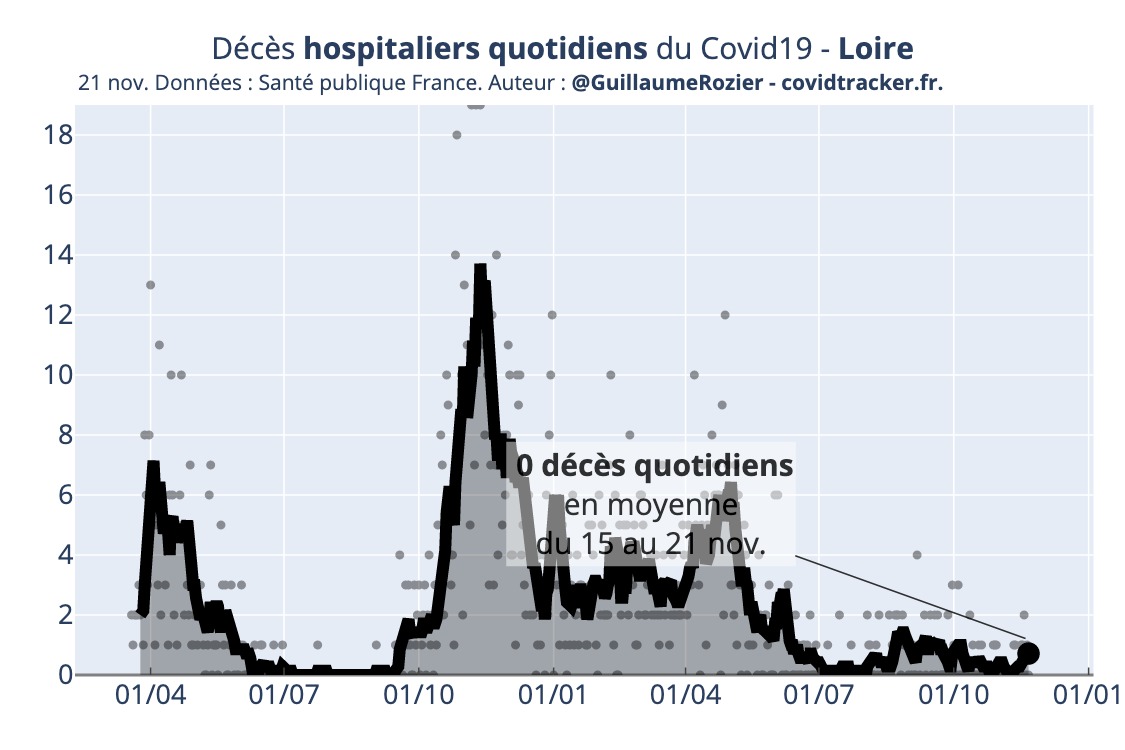 Décès hospitaliers quotidiens du Covid19 - Loire
21 nov. Données : Santé publique France. Auteur : @GuillaumeRozier - covidtracker.fr.
18
16
14
12
10
8
6
4
2
0
0 décès quotidiens
en moyenne
du 15 au 21 nov.
01/04 01/07 01/10 01/01 01/04 01/07 01/10 01/01